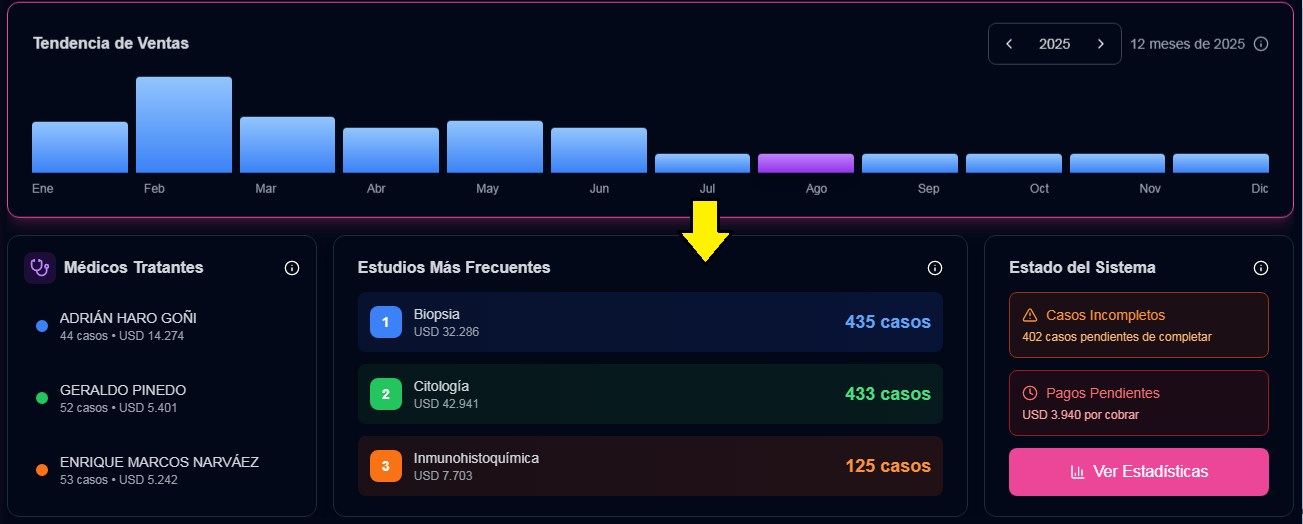 Tendencia de Ventas
2025
12 meses de 2025
Ene Feb Mar Abr May Jun Jul Ago Sep Oct Nov Dic
Médicos Tratantes
ADRIÁN HARO GOÑI
44 casos • USD 14.274
GERALDO PINEDO
52 casos • USD 5.401
ENRIQUE MARCOS NARVÁEZ
53 casos • USD 5.242
Estudios Más Frecuentes
1
Biopsia
USD 32.286
435 casos
2
Citología
USD 42.941
433 casos
3
Inmunohistoquímica
USD 7.703
125 casos
Estado del Sistema
Casos Incompletos
402 casos pendientes de completar
Pagos Pendientes
USD 3.940 por cobrar
Ver Estadísticas